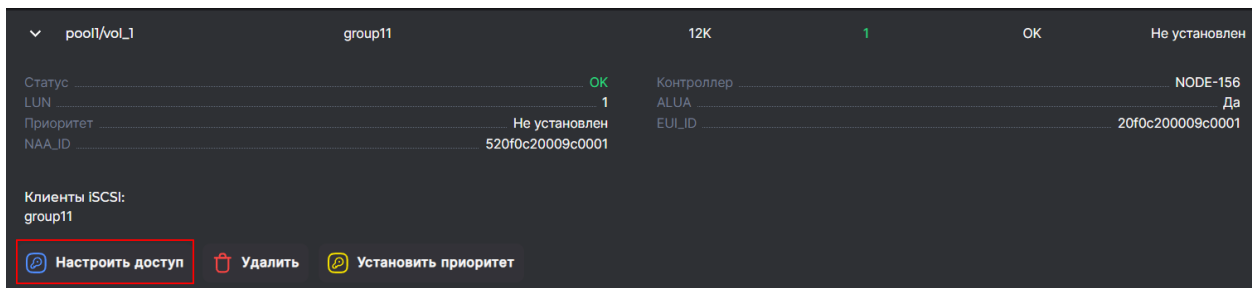 pool1/vol_1 group11 12K 1 OK Не установлен
Статус OK Контроллер NODE-156
LUN 1 ALUA Да
Приоритет Не установлен EUI_ID 20f0c200009c0001
NAA_ID 520f0c20009c0001
Клиенты iSCSI:
group11
Настроить доступ Удалить Установить приоритет